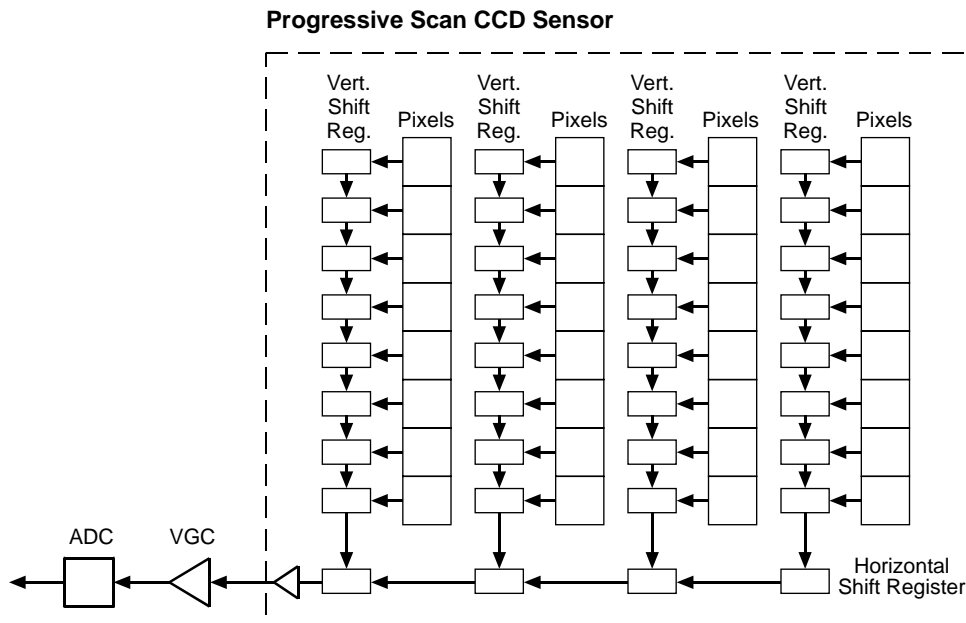 Progressive Scan CCD Sensor
Vert.
Shift
Reg.
Pixels
Vert.
Shift
Reg.
Pixels
Vert.
Shift
Reg.
Pixels
Vert.
Shift
Reg.
Pixels
ADC
VGC
Horizontal
Shift Register